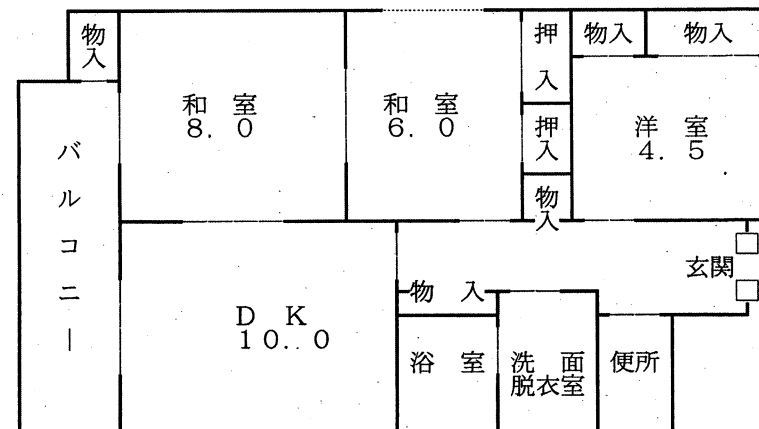 物入
和 室
8. 0
和 室
6. 0
押入
押入
物入
物入
物入
洋 室
4. 5
バルコニー
D K
10. 0
物 入
玄関
浴 室
洗 面
脱衣室
便所